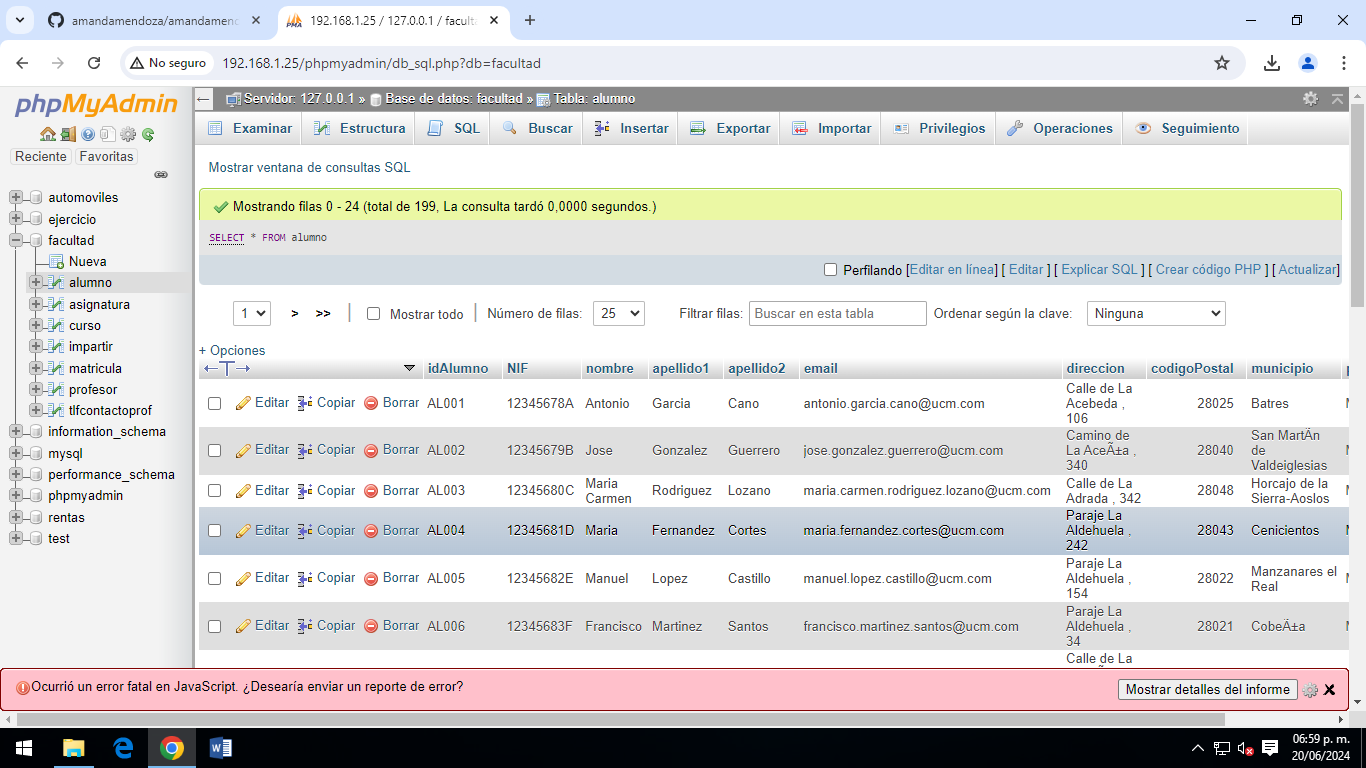 amandamendoza/amandamend
192.168.1.25 / 127.0.0.1 / faculta
No seguro
192.168.1.25/phpmyadmin/db_sql.php?db=facultad
phpMyAdmin
Reciente Favoritas
automoviles
ejercicio
facultad
Nueva
alumno
asignatura
curso
impartir
matricula
profesor
tlfcontactoprof
information_schema
mysql
performance_schema
phpmyadmin
rentas
test
Servidor: 127.0.0.1 » Base de datos: facultad » Tabla: alumno
Examinar Estructura SQL Buscar Insertar Exportar Importar Privilegios Operaciones Seguimiento
Mostrar ventana de consultas SQL
Mostrando filas 0 - 24 (total de 199, La consulta tardó 0,0000 segundos.)
SELECT * FROM alumno
Perfilando [Editar en línea] [ Editar ] [ Explicar SQL ] [ Crear código PHP ] [ Actualizar]
1 > >> | Mostrar todo | Número de filas: 25 Filtrar filas: Buscar en esta tabla Ordenar según la clave: Ninguna
+ Opciones
←T→ idAlumno NIF nombre apellido1 apellido2 email direccion codigoPostal municipio
Editar Copiar Borrar AL001 12345678A Antonio Garcia Cano antonio.garcia.cano@ucm.com Calle de La Acebeda , 106 28025 Batres
Editar Copiar Borrar AL002 12345679B Jose Gonzalez Guerrero jose.gonzalez.guerrero@ucm.com Camino de La AceÃ±a , 340 28040 San MartÃn de Valdeiglesias
Editar Copiar Borrar AL003 12345680C Maria Carmen Rodriguez Lozano maria.carmen.rodriguez.lozano@ucm.com Calle de La Adrada , 342 28048 Horcajo de la Sierra-Aoslos
Editar Copiar Borrar AL004 12345681D Maria Fernandez Cortes maria.fernandez.cortes@ucm.com Paraje La Aldehuela , 242 28043 Cenicientos
Editar Copiar Borrar AL005 12345682E Manuel Lopez Castillo manuel.lopez.castillo@ucm.com Paraje La Aldehuela , 154 28022 Manzanares el Real
Editar Copiar Borrar AL006 12345683F Francisco Martinez Santos francisco.martinez.santos@ucm.com Paraje La Aldehuela , 34 28021 CobeÃ±a
Calle de La
Ocurrió un error fatal en JavaScript. ¿Desearía enviar un reporte de error?
Mostrar detalles del informe
06:59 p. m.
20/06/2024